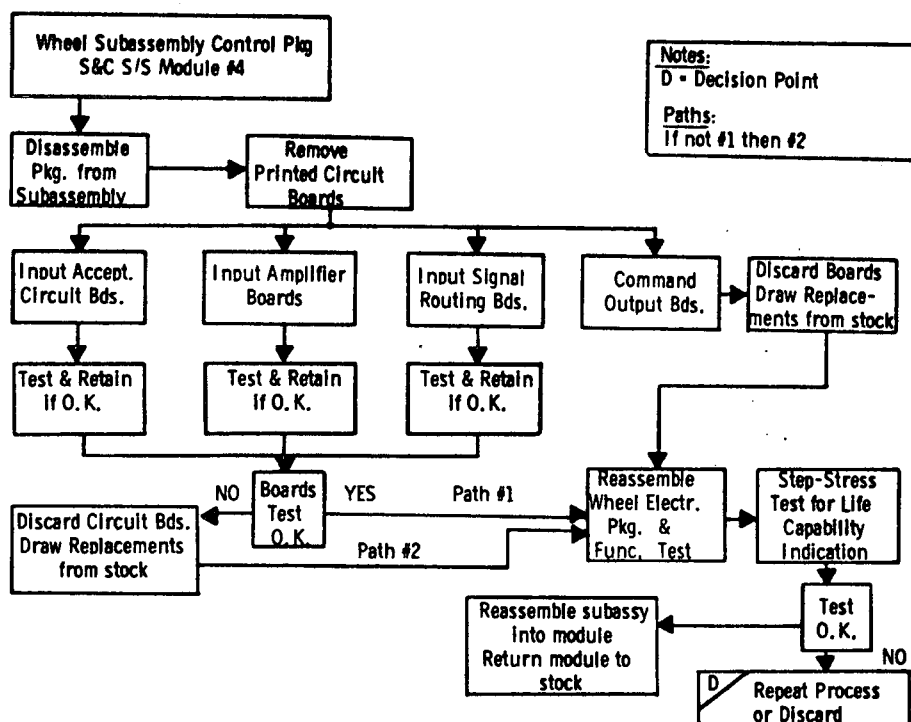 Wheel Subassembly Control Pkg
S&C S/S Module #4
Notes:
D = Decision Point
Paths:
If not #1 then #2
Disassemble
Pkg. from
Subassembly
Remove
Printed Circuit
Boards
Input Accept.
Circuit Bds.
Input Amplifier
Boards
Input Signal
Routing Bds.
Command
Output Bds.
Discard Boards
Draw Replace-
ments from stock
Test & Retain
If O.K.
Test & Retain
If O.K.
Test & Retain
If O.K.
NO
Boards
Test
O.K.
YES
Path #1
Discard Circuit Bds.
Draw Replacements
from stock
Path #2
Reassemble
Wheel Electr.
Pkg. &
Func. Test
Step-Stress
Test for Life
Capability
Indication
Reassemble subassy
into module
Return module to
stock
Test
O.K.
NO
D
Repeat Process
or Discard